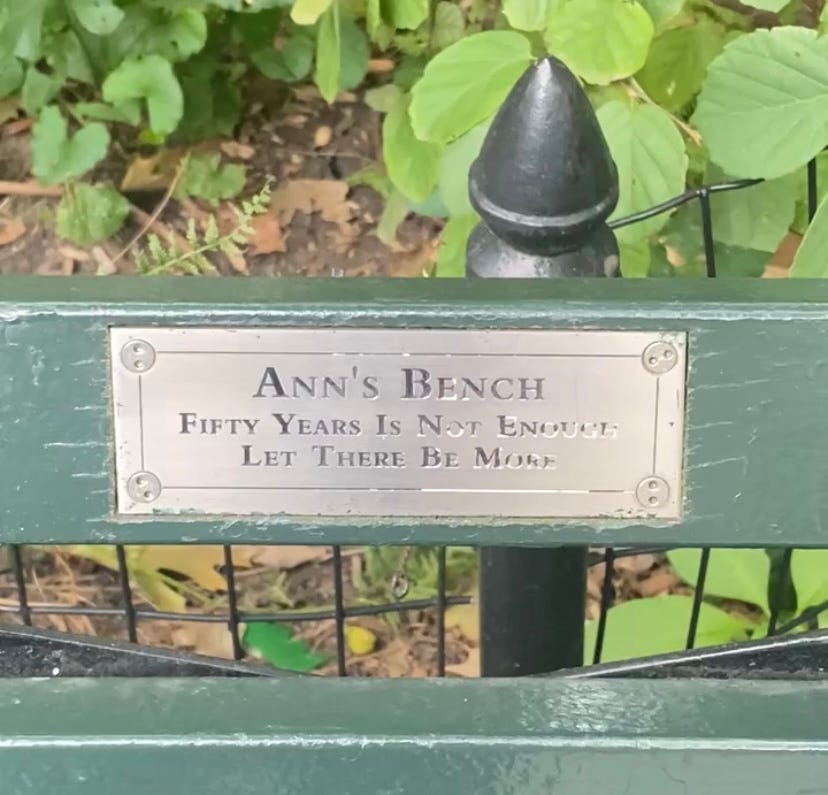 Ann's Bench
Fifty Years Is Not Enough
Let There Be More